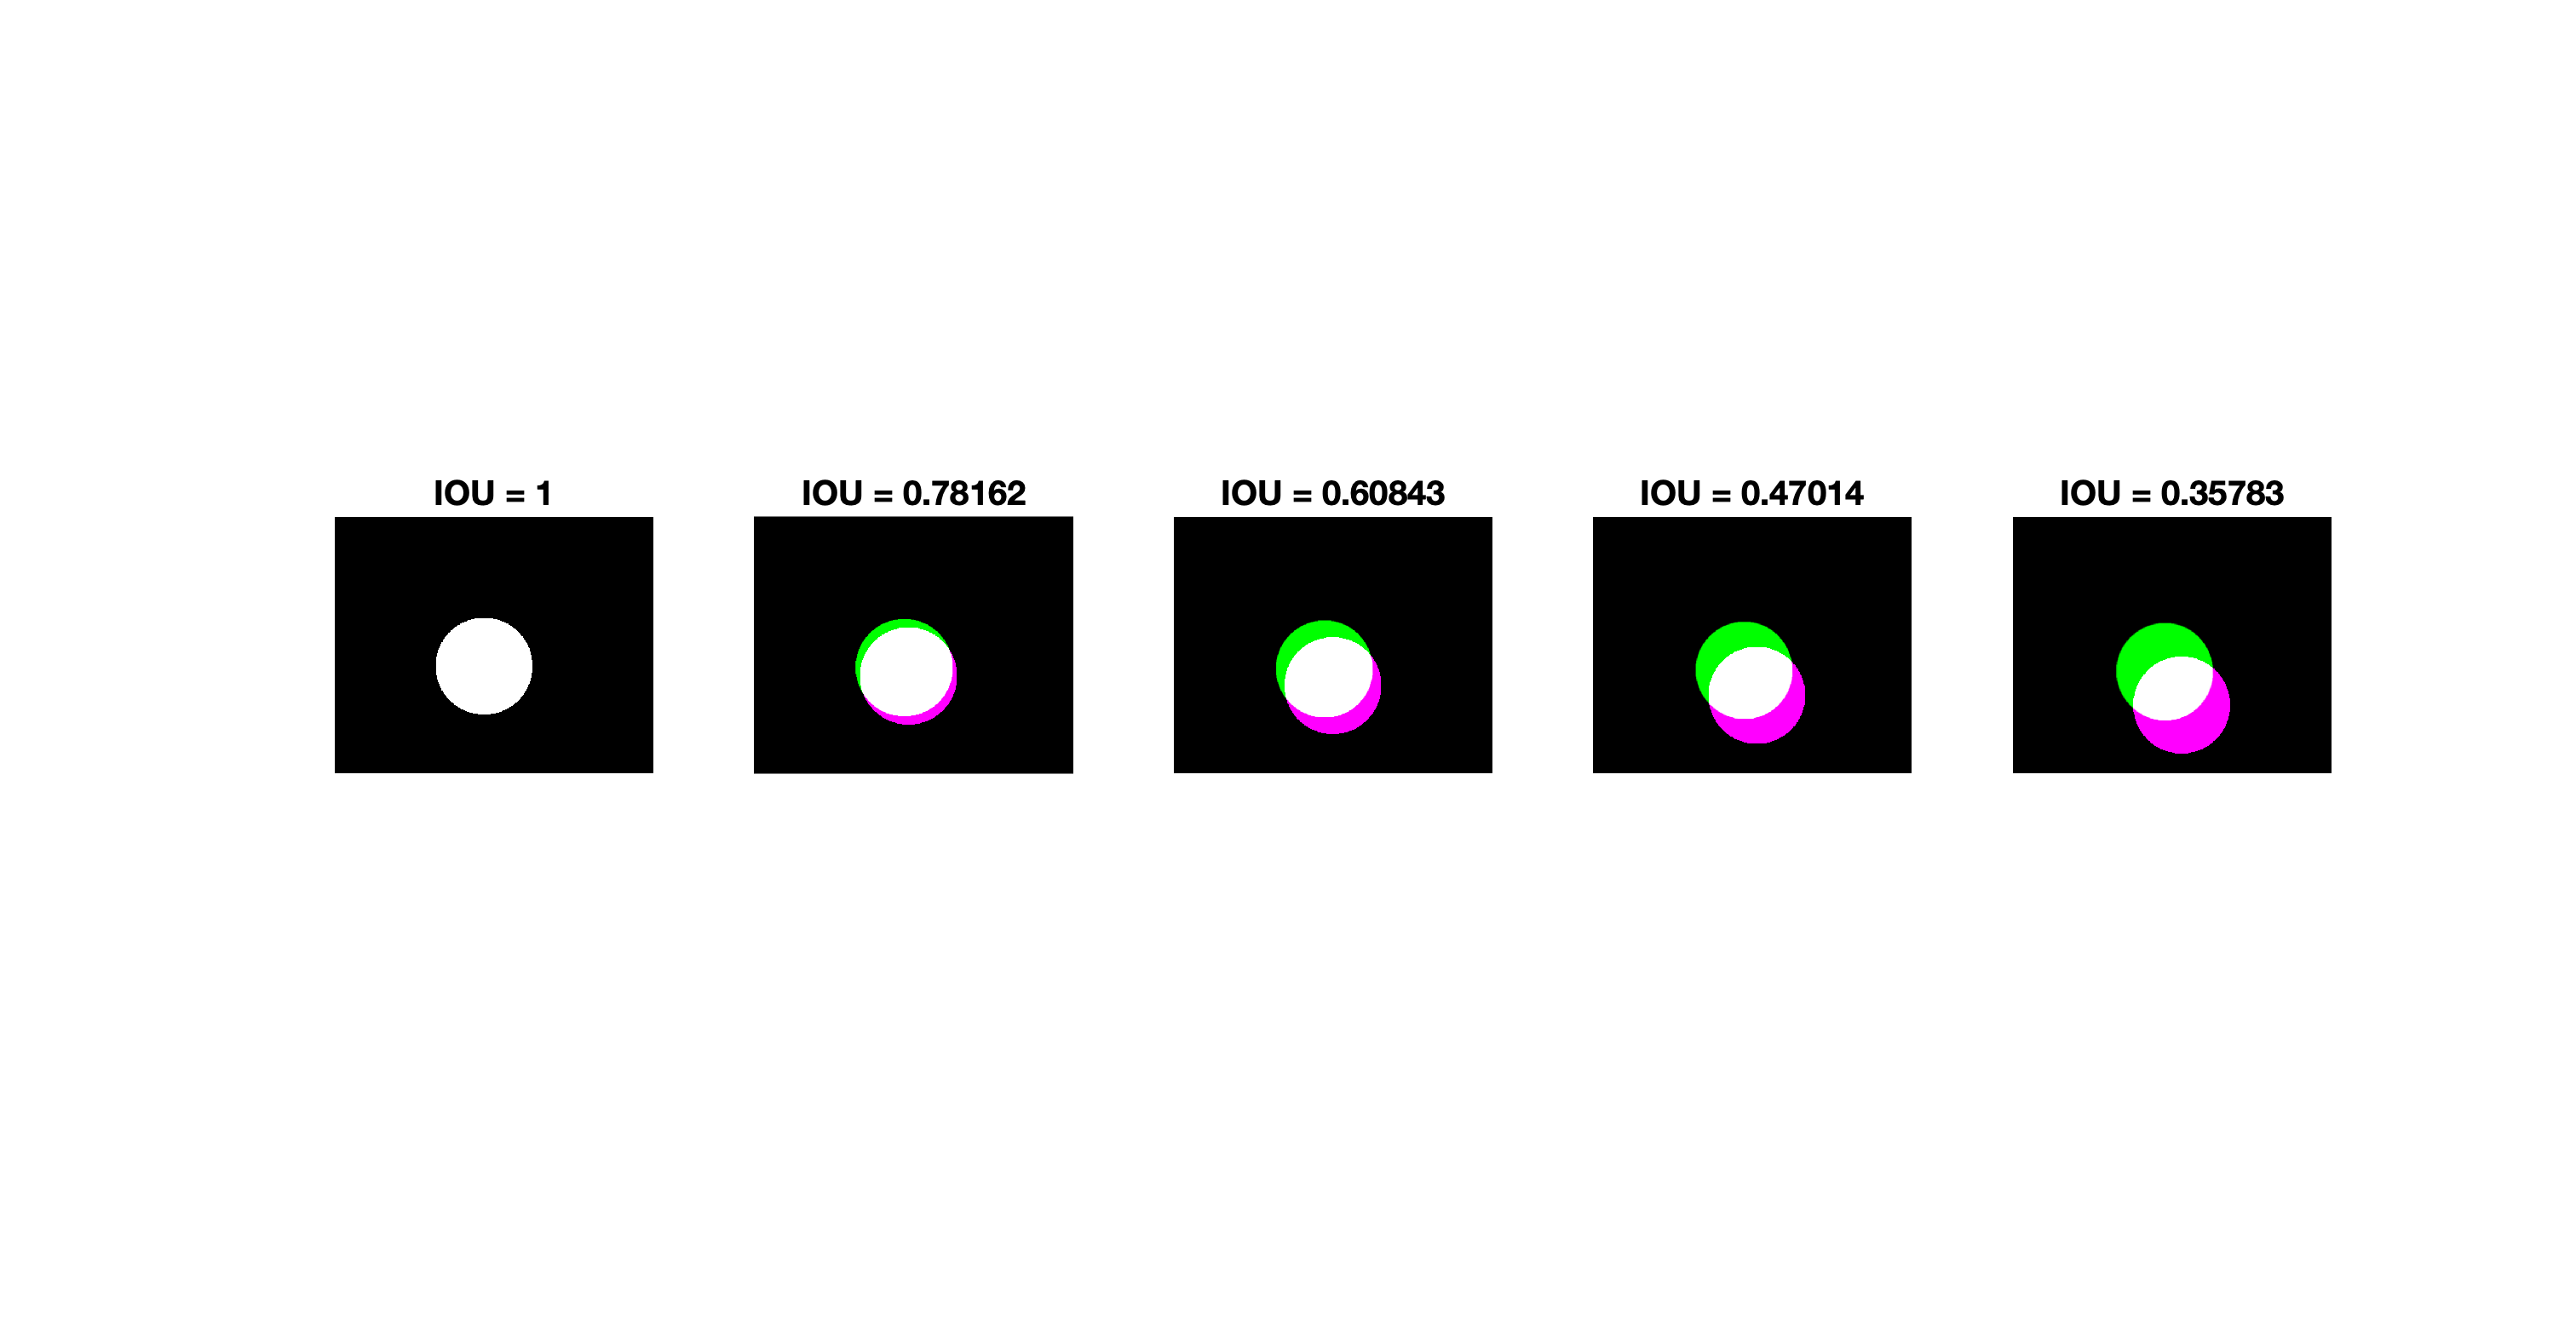 IOU = 1
IOU = 0.78162
IOU = 0.60843
IOU = 0.47014
IOU = 0.35783